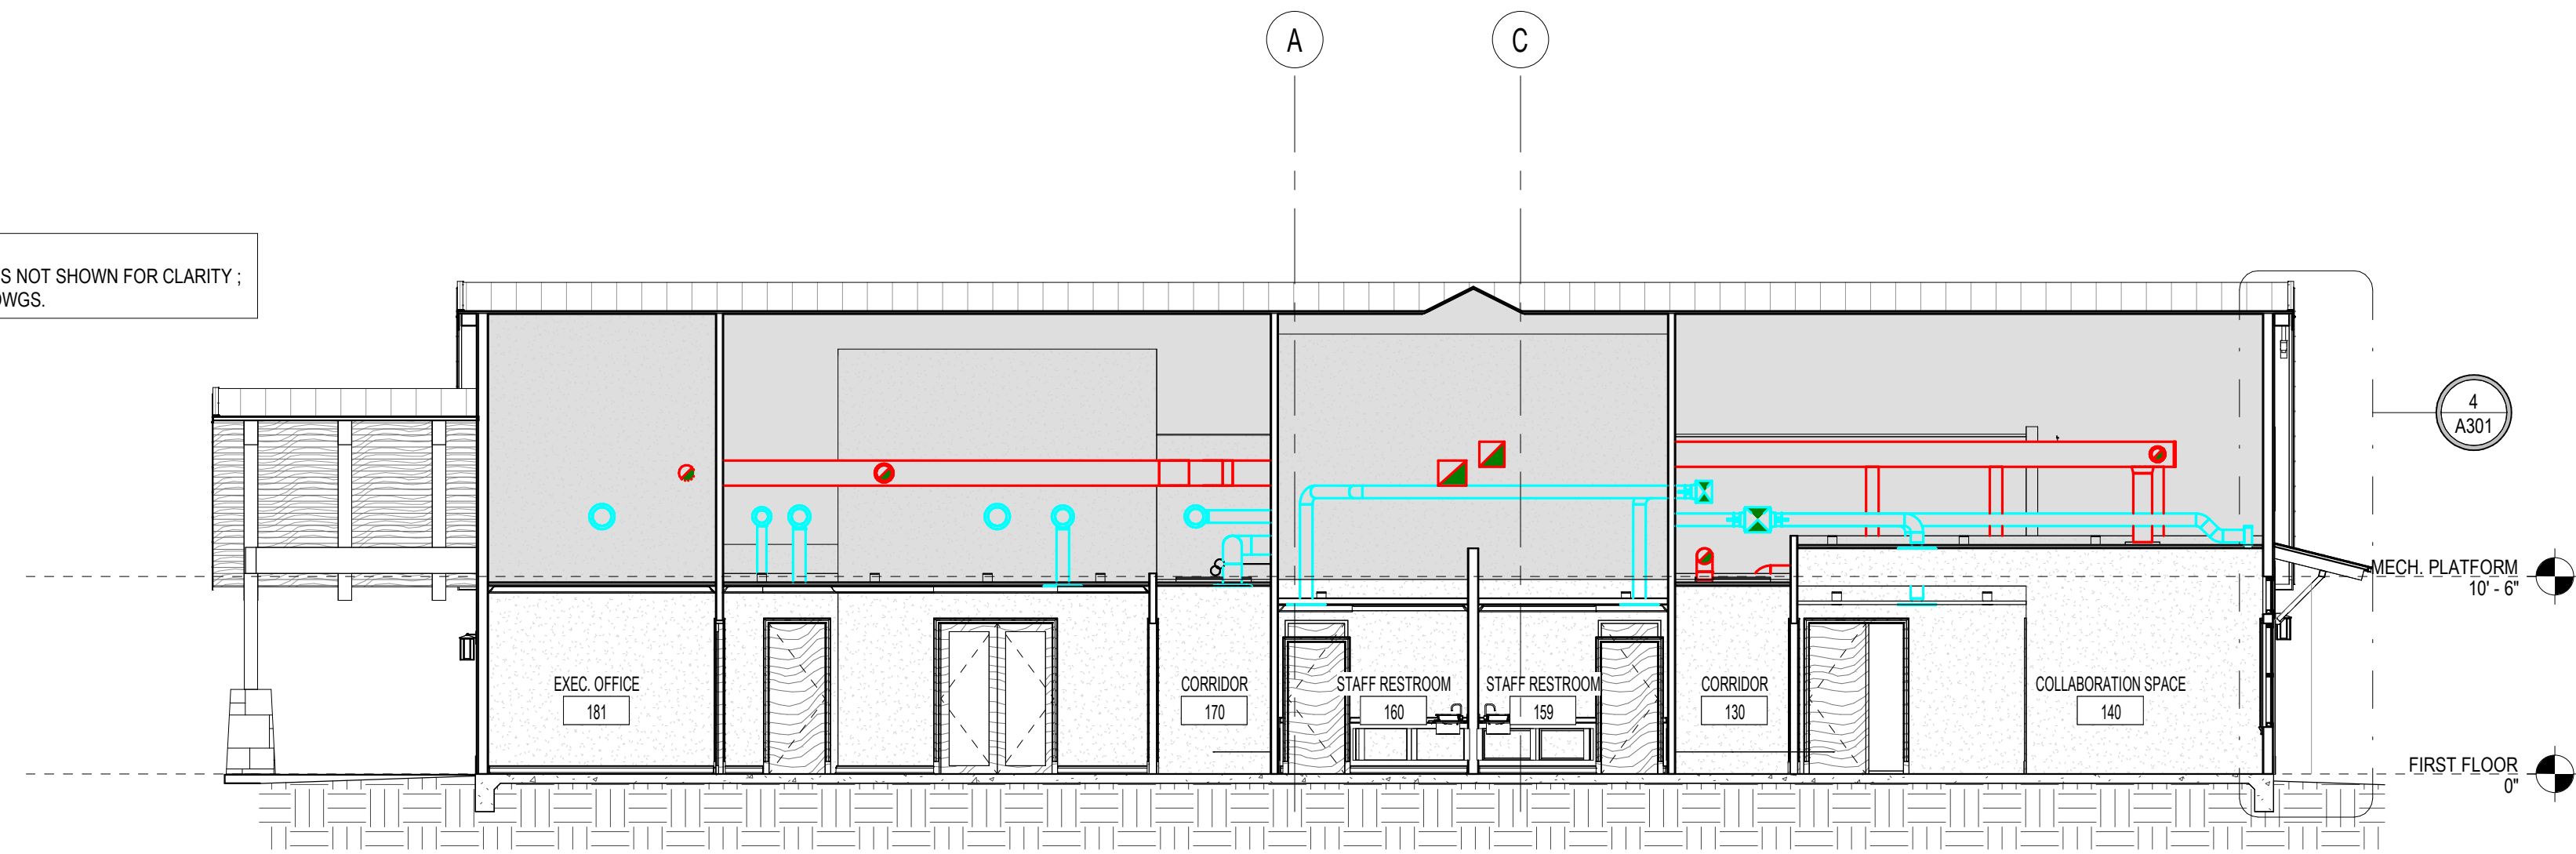 A
C
S NOT SHOWN FOR CLARITY ;
DWGS.
4
A301
MECH. PLATFORM
10' - 6"
EXEC. OFFICE
181
CORRIDOR
170
STAFF RESTROOM
160
STAFF RESTROOM
159
CORRIDOR
130
COLLABORATION SPACE
140
FIRST FLOOR
0"